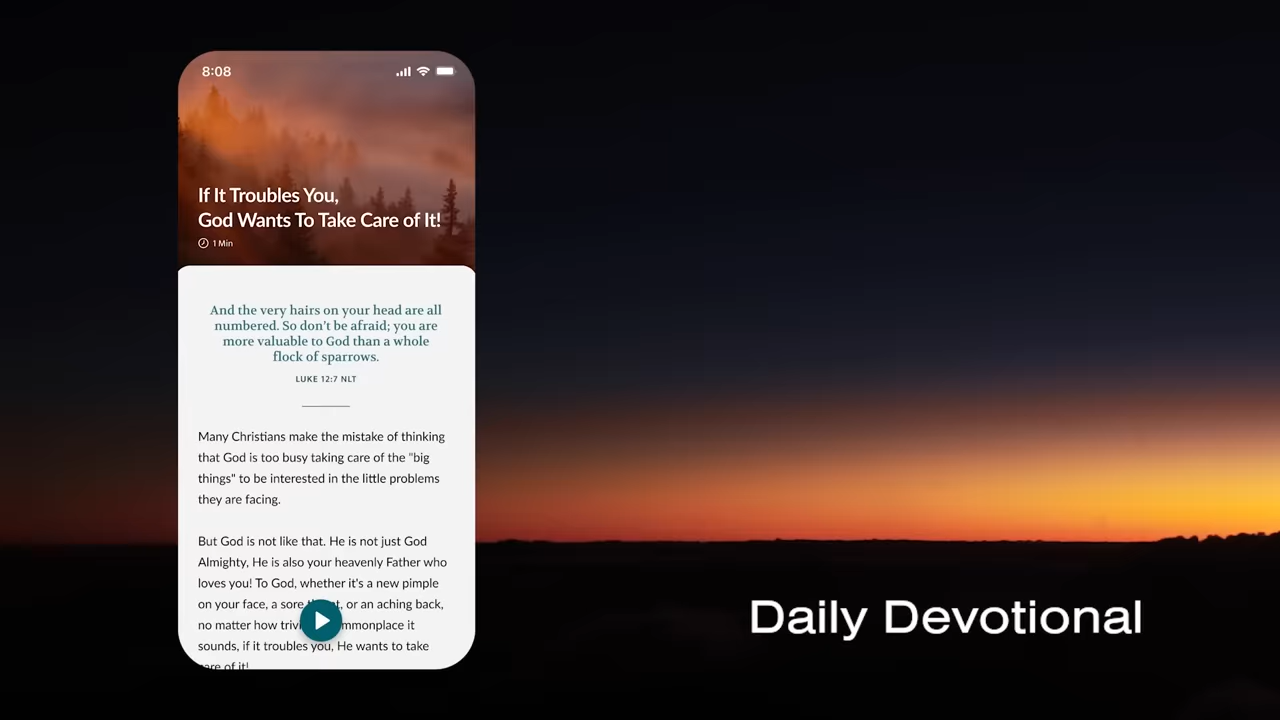 8:08
If It Troubles You,
God Wants To Take Care of It!
1 Min
And the very hairs on your head are all
numbered. So don't be afraid; you are
more valuable to God than a whole
flock of sparrows.
LUKE 12:7 NLT
Many Christians make the mistake of thinking
that God is too busy taking care of the "big
things" to be interested in the little problems
they are facing.
But God is not like that. He is not just God
Almighty, He is also your heavenly Father who
loves you! To God, whether it's a new pimple
on your face, a sore or an aching back,
no matter how it
sounds, if it troubles you, He wants to take
care of it!
Daily Devotional